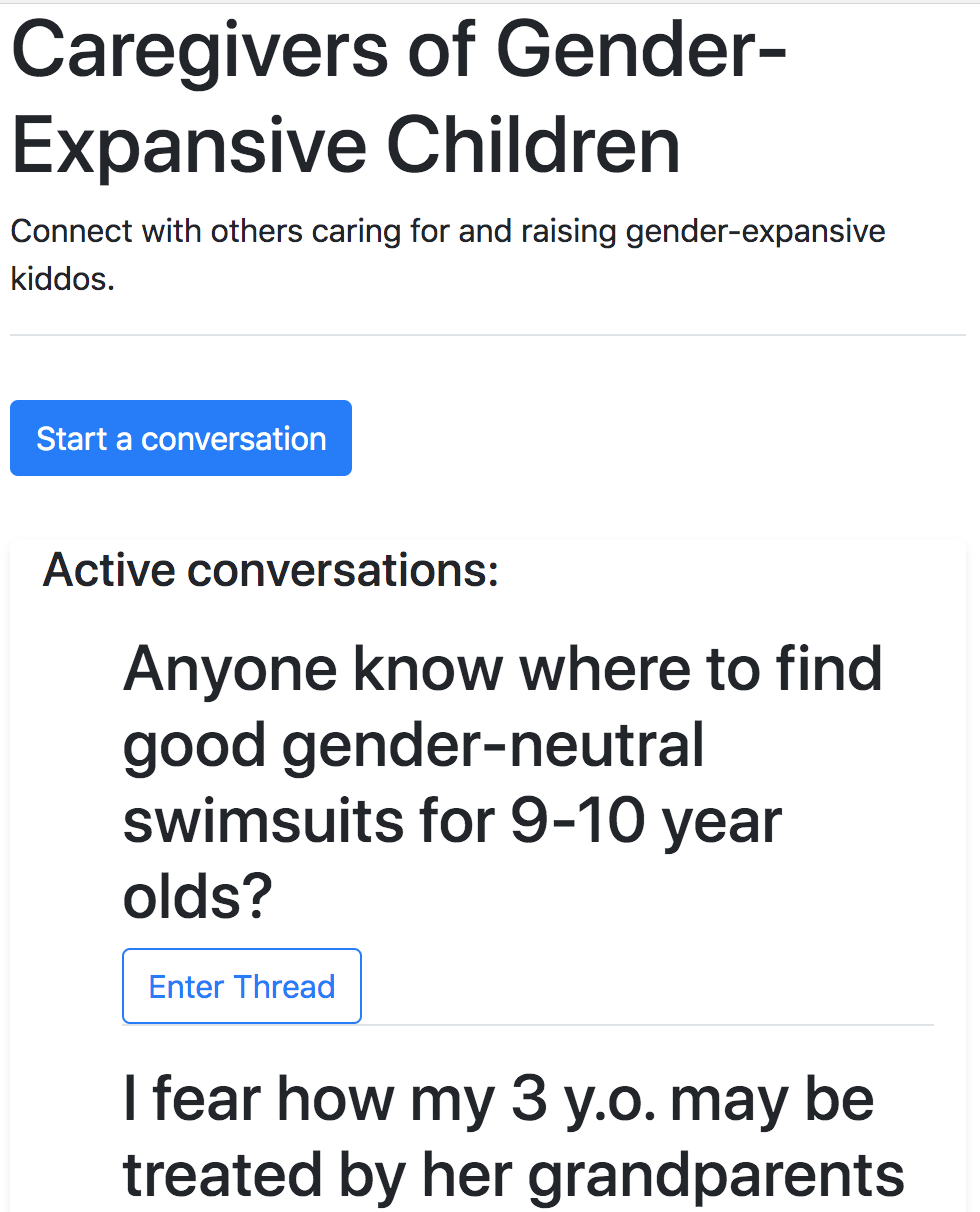 Caregivers of Gender-
Expansive Children
Connect with others caring for and raising gender-expansive
kiddos.
Start a conversation
Active conversations:
Anyone know where to find
good gender-neutral
swimsuits for 9-10 year
olds?
Enter Thread
I fear how my 3 y.o. may be
treated by her grandparents